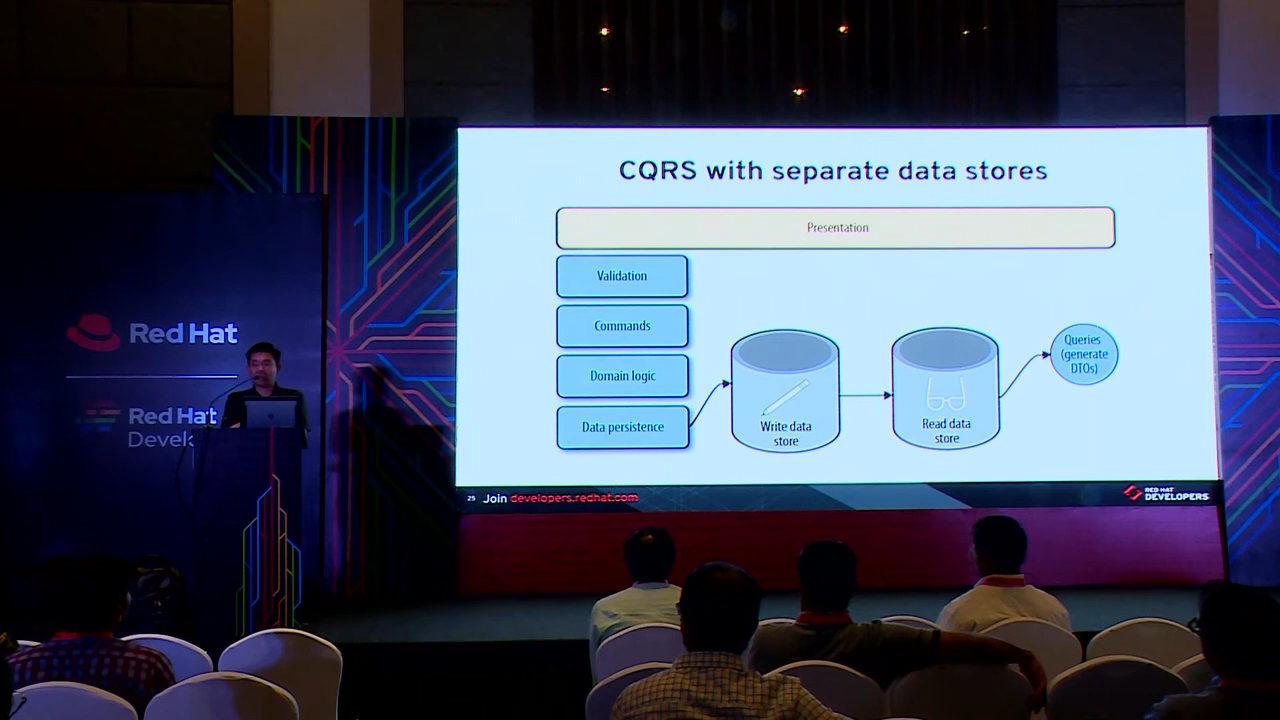 CQRS with separate data stores
Presentation
Validation
Commands
Domain logic
Data persistence
Write data
store
Read data
store
Queries
(generate
DTOs)
25 Join developers.redhat.com
RED HAT
DEVELOPERS
Red Hat
Red Hat